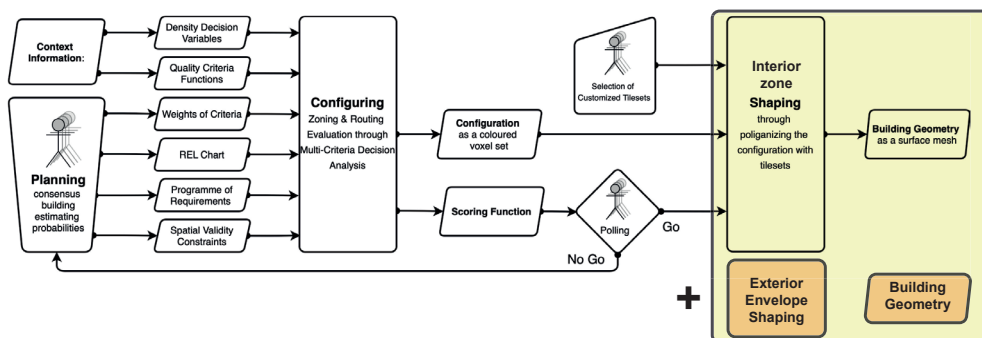 Context
Information:
Density Decision
Variables
Quality Criteria
Functions
Planning
consensus
building
estimating
probabilities
Weights of Criteria
REL Chart
Programme of
Requirements
Spatial Validity
Constraints
Configuring
Zoning & Routing
Evaluation through
Multi-Criteria Decision
Analysis
Configuration
as a coloured
voxel set
Scoring Function
Polling
Go
No Go
Selection of
Customized Tilesets
Interior
zone
Shaping
through
poliganizing the
configuration with
tilesets
Building Geometry
as a surface mesh
+
Exterior
Envelope
Shaping
Building
Geometry